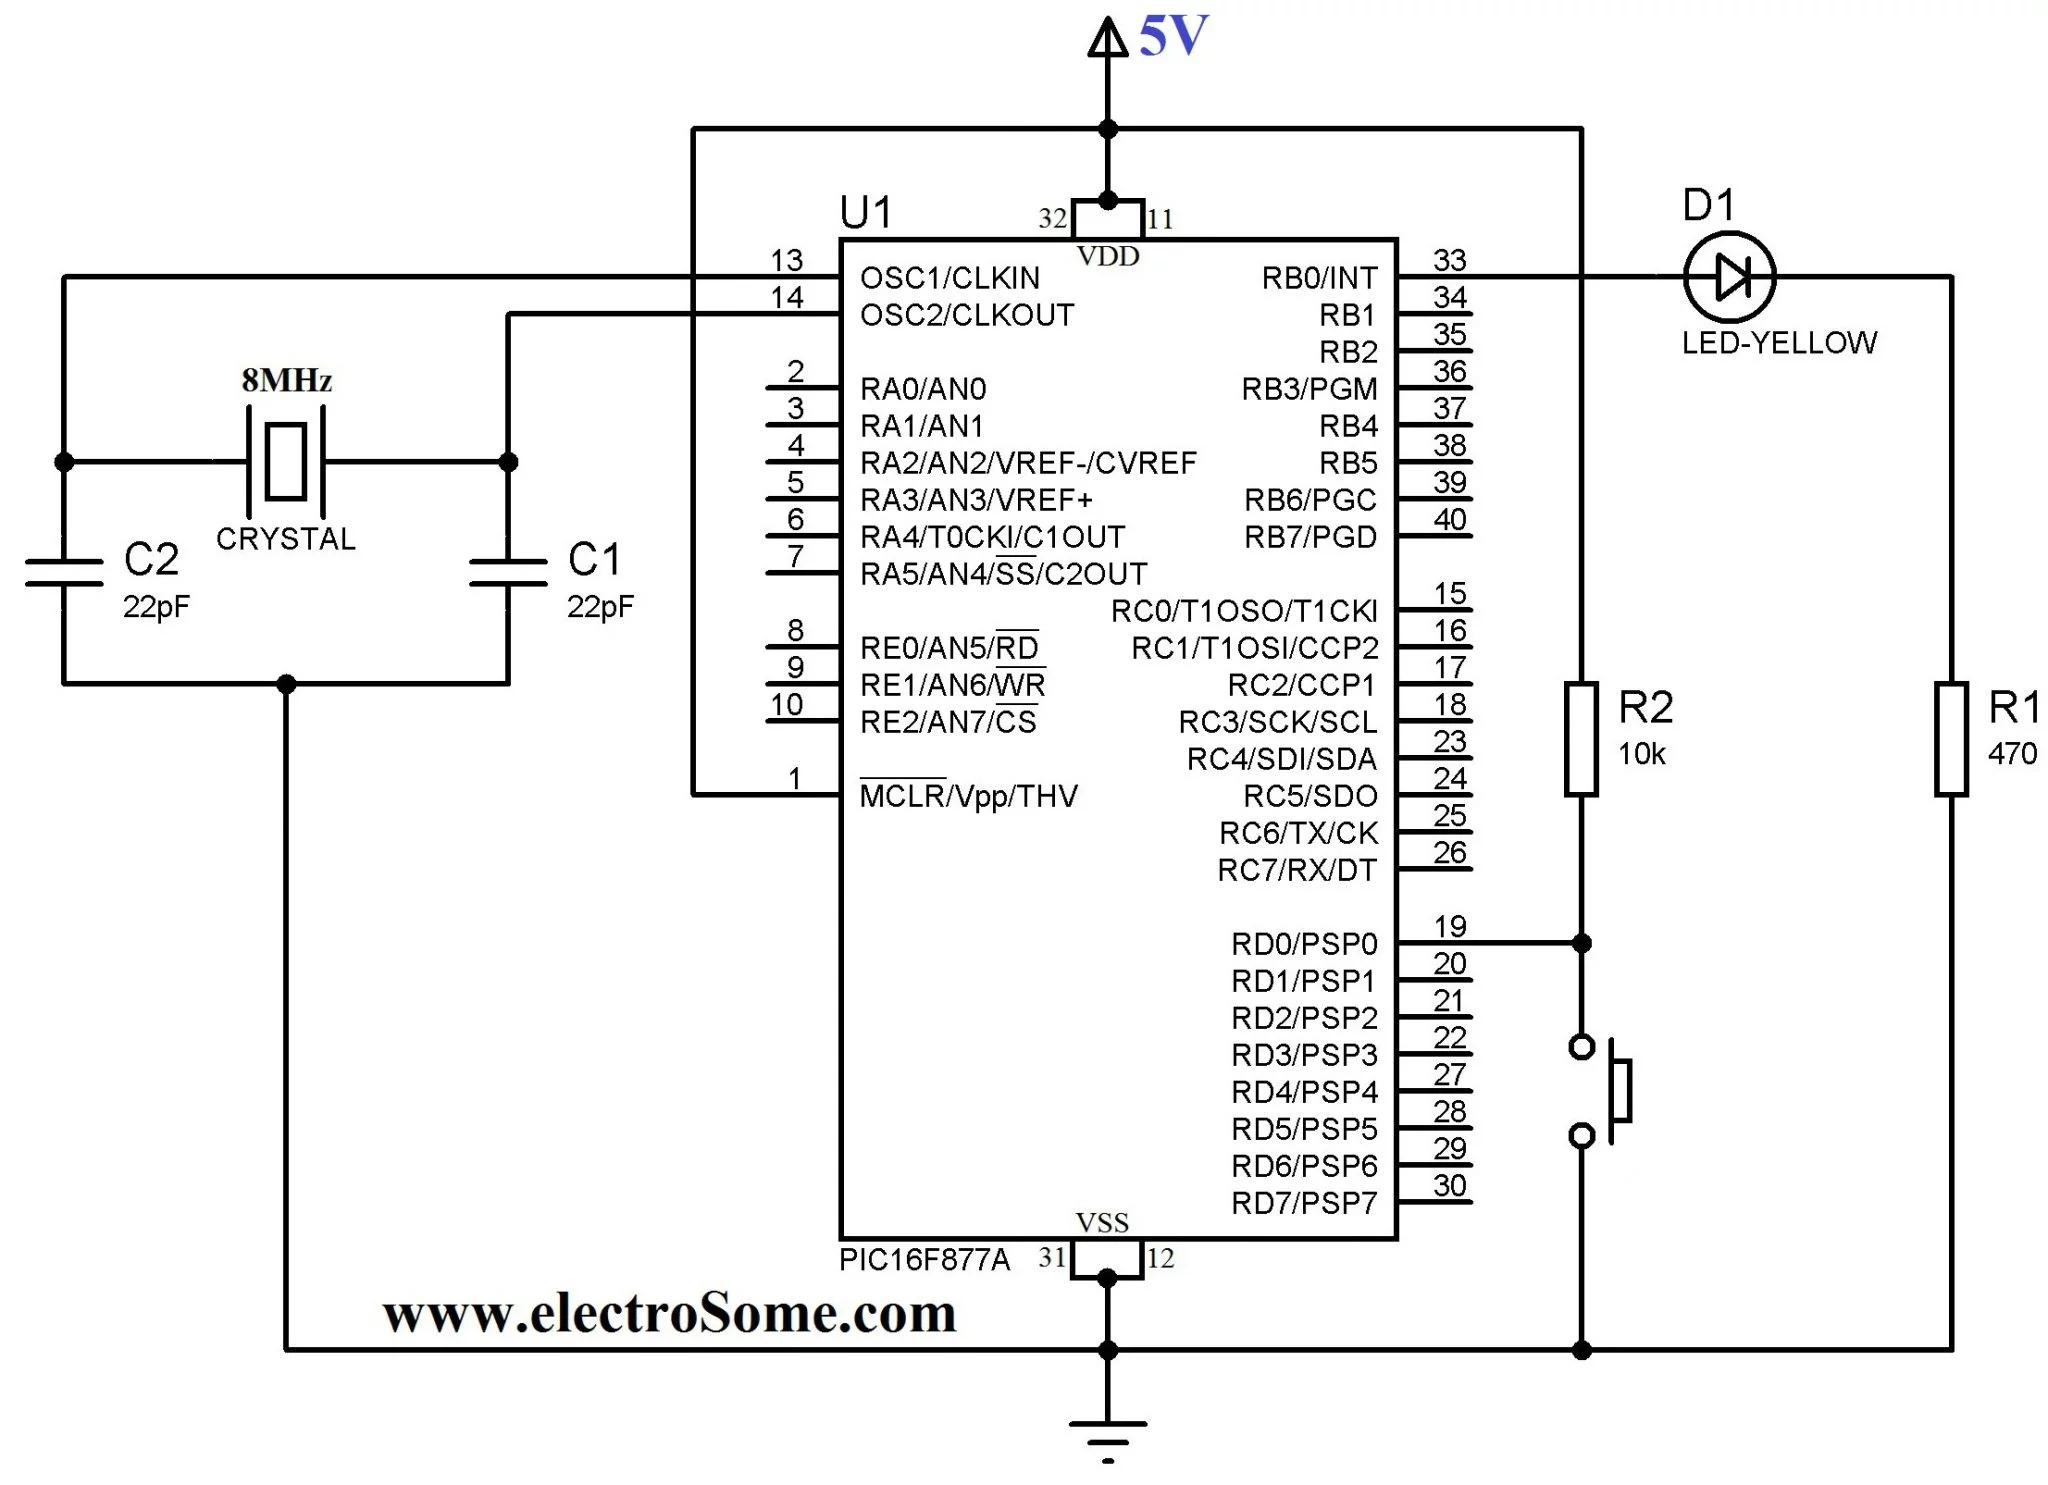 5V
U1
32
11
VDD
D1
LED-YELLOW
13
OSC1/CLKIN
14
OSC2/CLKOUT
8MHz
CRYSTAL
C2
22pF
C1
22pF
2
RA0/AN0
3
RA1/AN1
4
RA2/AN2/VREF-/CVREF
5
RA3/AN3/VREF+
6
RA4/T0CKI/C1OUT
7
RA5/AN4/SS/C2OUT
8
RE0/AN5/RD
9
RE1/AN6/WR
10
RE2/AN7/CS
1
MCLR/Vpp/THV
RB0/INT
33
RB1
34
RB2
35
RB3/PGM
36
RB4
37
RB5
38
RB6/PGC
39
RB7/PGD
40
RC0/T1OSO/T1CKI
15
RC1/T1OSI/CCP2
16
RC2/CCP1
17
RC3/SCK/SCL
18
RC4/SDI/SDA
23
RC5/SDO
24
RC6/TX/CK
25
RC7/RX/DT
26
RD0/PSP0
19
RD1/PSP1
20
RD2/PSP2
21
RD3/PSP3
22
RD4/PSP4
27
RD5/PSP5
28
RD6/PSP6
29
RD7/PSP7
30
R2
10k
R1
470
VSS
31
12
PIC16F877A
www.electroSome.com